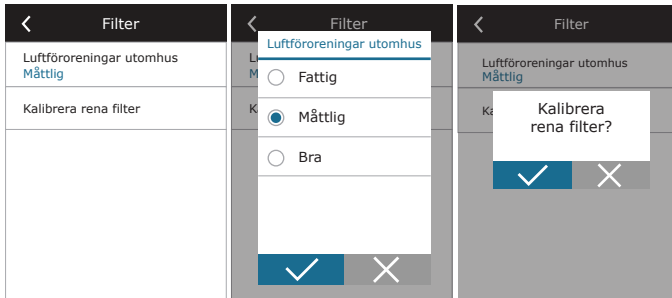 Filter
Luftföroreningar utomhus
Måttlig
Kalibrera rena filter
Filter
Luftföroreningar utomhus
Fattig
Måttlig
Bra
Filter
Luftföroreningar utomhus
Måttlig
Kalibrera
rena filter?